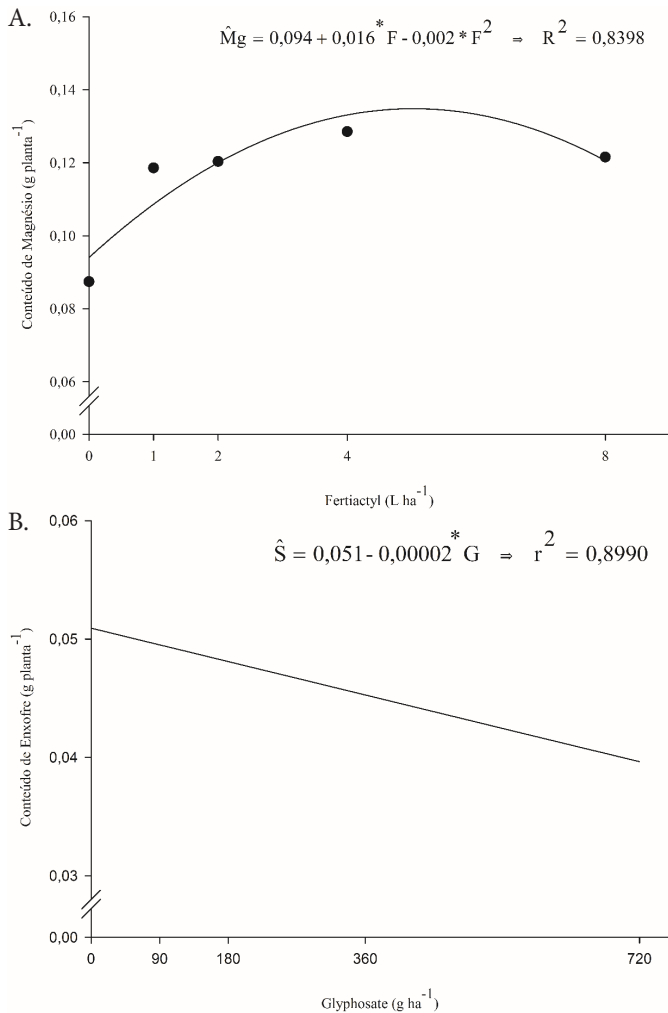 A.
0,16
M̂g = 0,094 + 0,016*F - 0,002 * F² ⇒ R² = 0,8398
0,14
0,12
0,10
0,08
0,06
0,00
Conteúdo de Magnésio (g planta⁻¹)
0 1 2 4 8
Fertiactyl (L ha⁻¹)
B.
0,06
Ŝ = 0,051 - 0,00002*G ⇒ r² = 0,8990
0,05
0,04
0,03
0,00
Conteúdo de Enxofre (g planta⁻¹)
0 90 180 360 720
Glyphosate (g ha⁻¹)